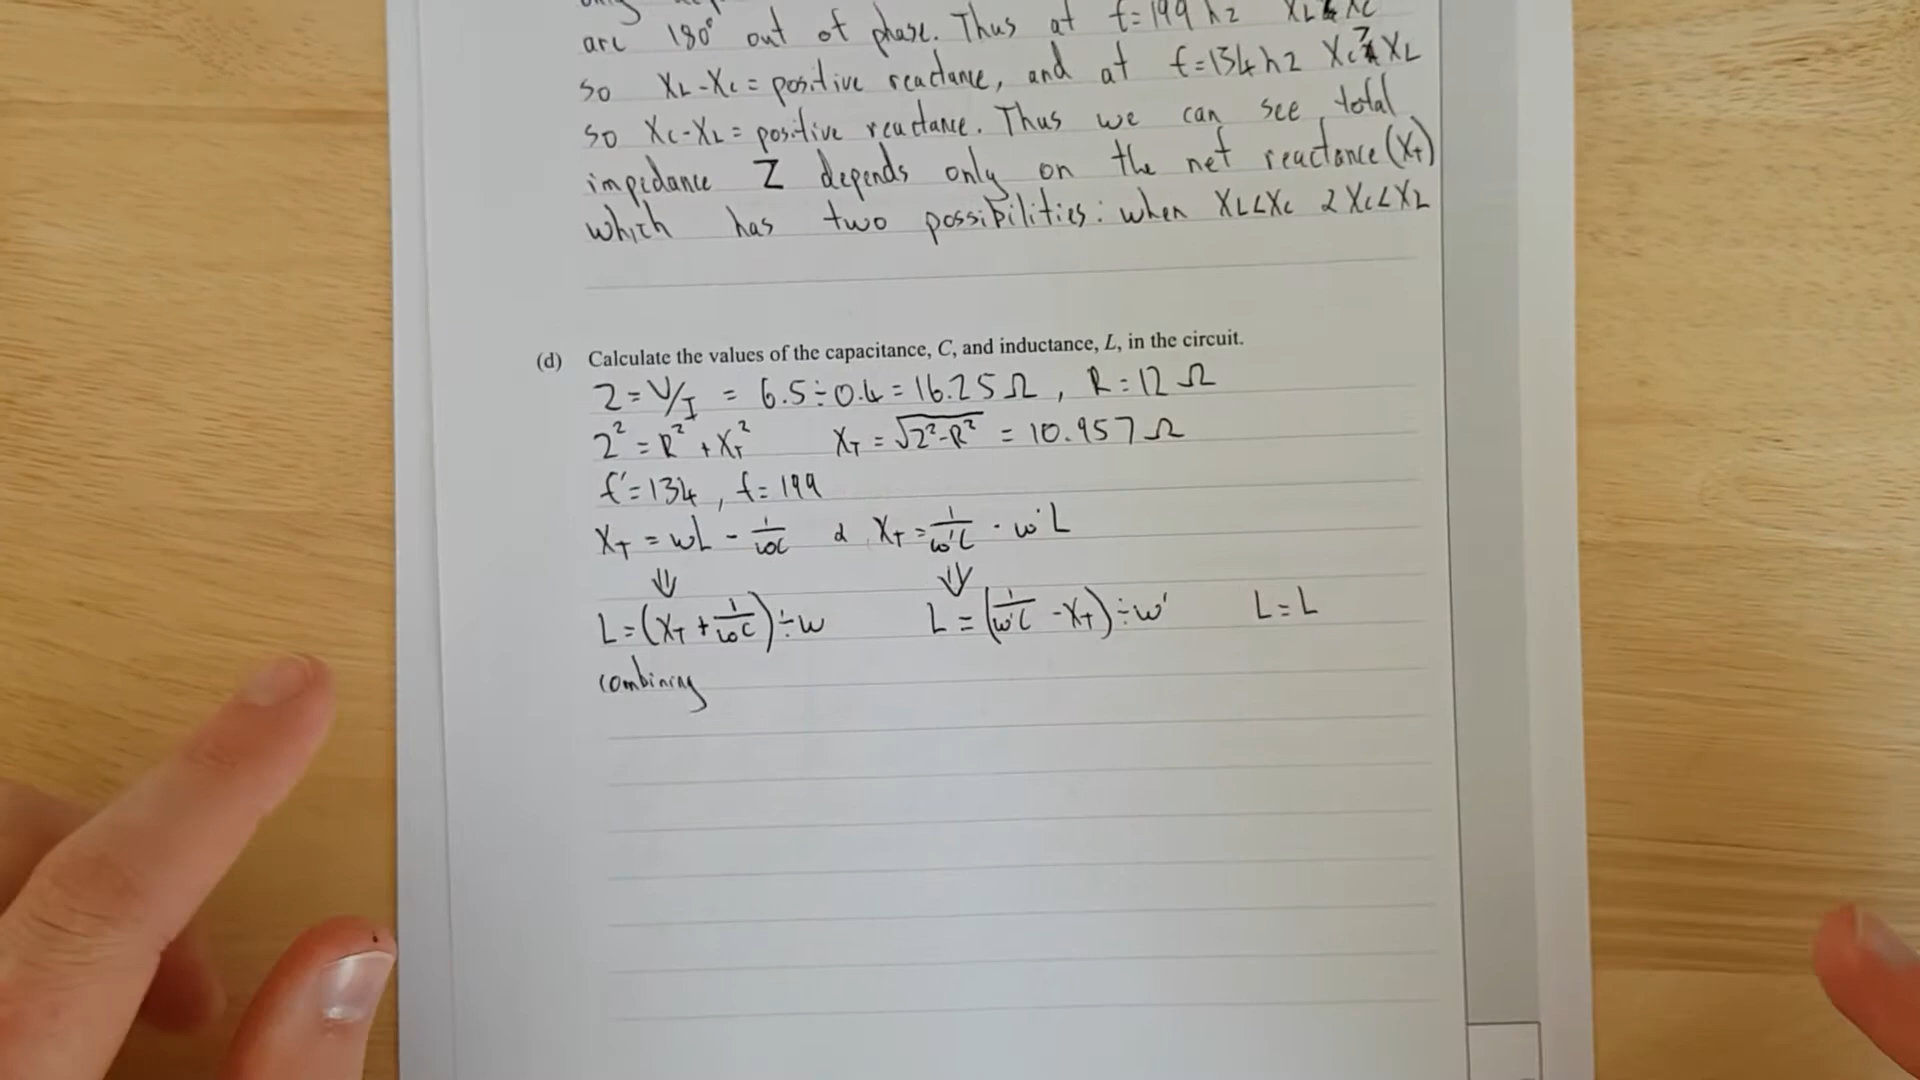 are 180° out of phase. Thus at f=199 hz XL XC
so XL-XC = positive reactance, and at f=134hz XC>XL
so XC-XL = positive reactance. Thus we can see total
impedance Z depends only on the net reactance (XT)
which has two possibilities: when XL<XC & XC<XL
(d) Calculate the values of the capacitance, C, and inductance, L, in the circuit.
Z = V/I = 6.5÷0.4 = 16.25 Ω, R = 12 Ω
Z² = R² + XT² XT = √Z²-R² = 10.957 Ω
f'=134, f=199
XT = ωL - 1/ωC & XT = 1/ω'C - ω'L
⇓ ⇓
L = (XT + 1/ωC) ÷ ω L = (1/ω'C - XT) ÷ ω' L = L
combining